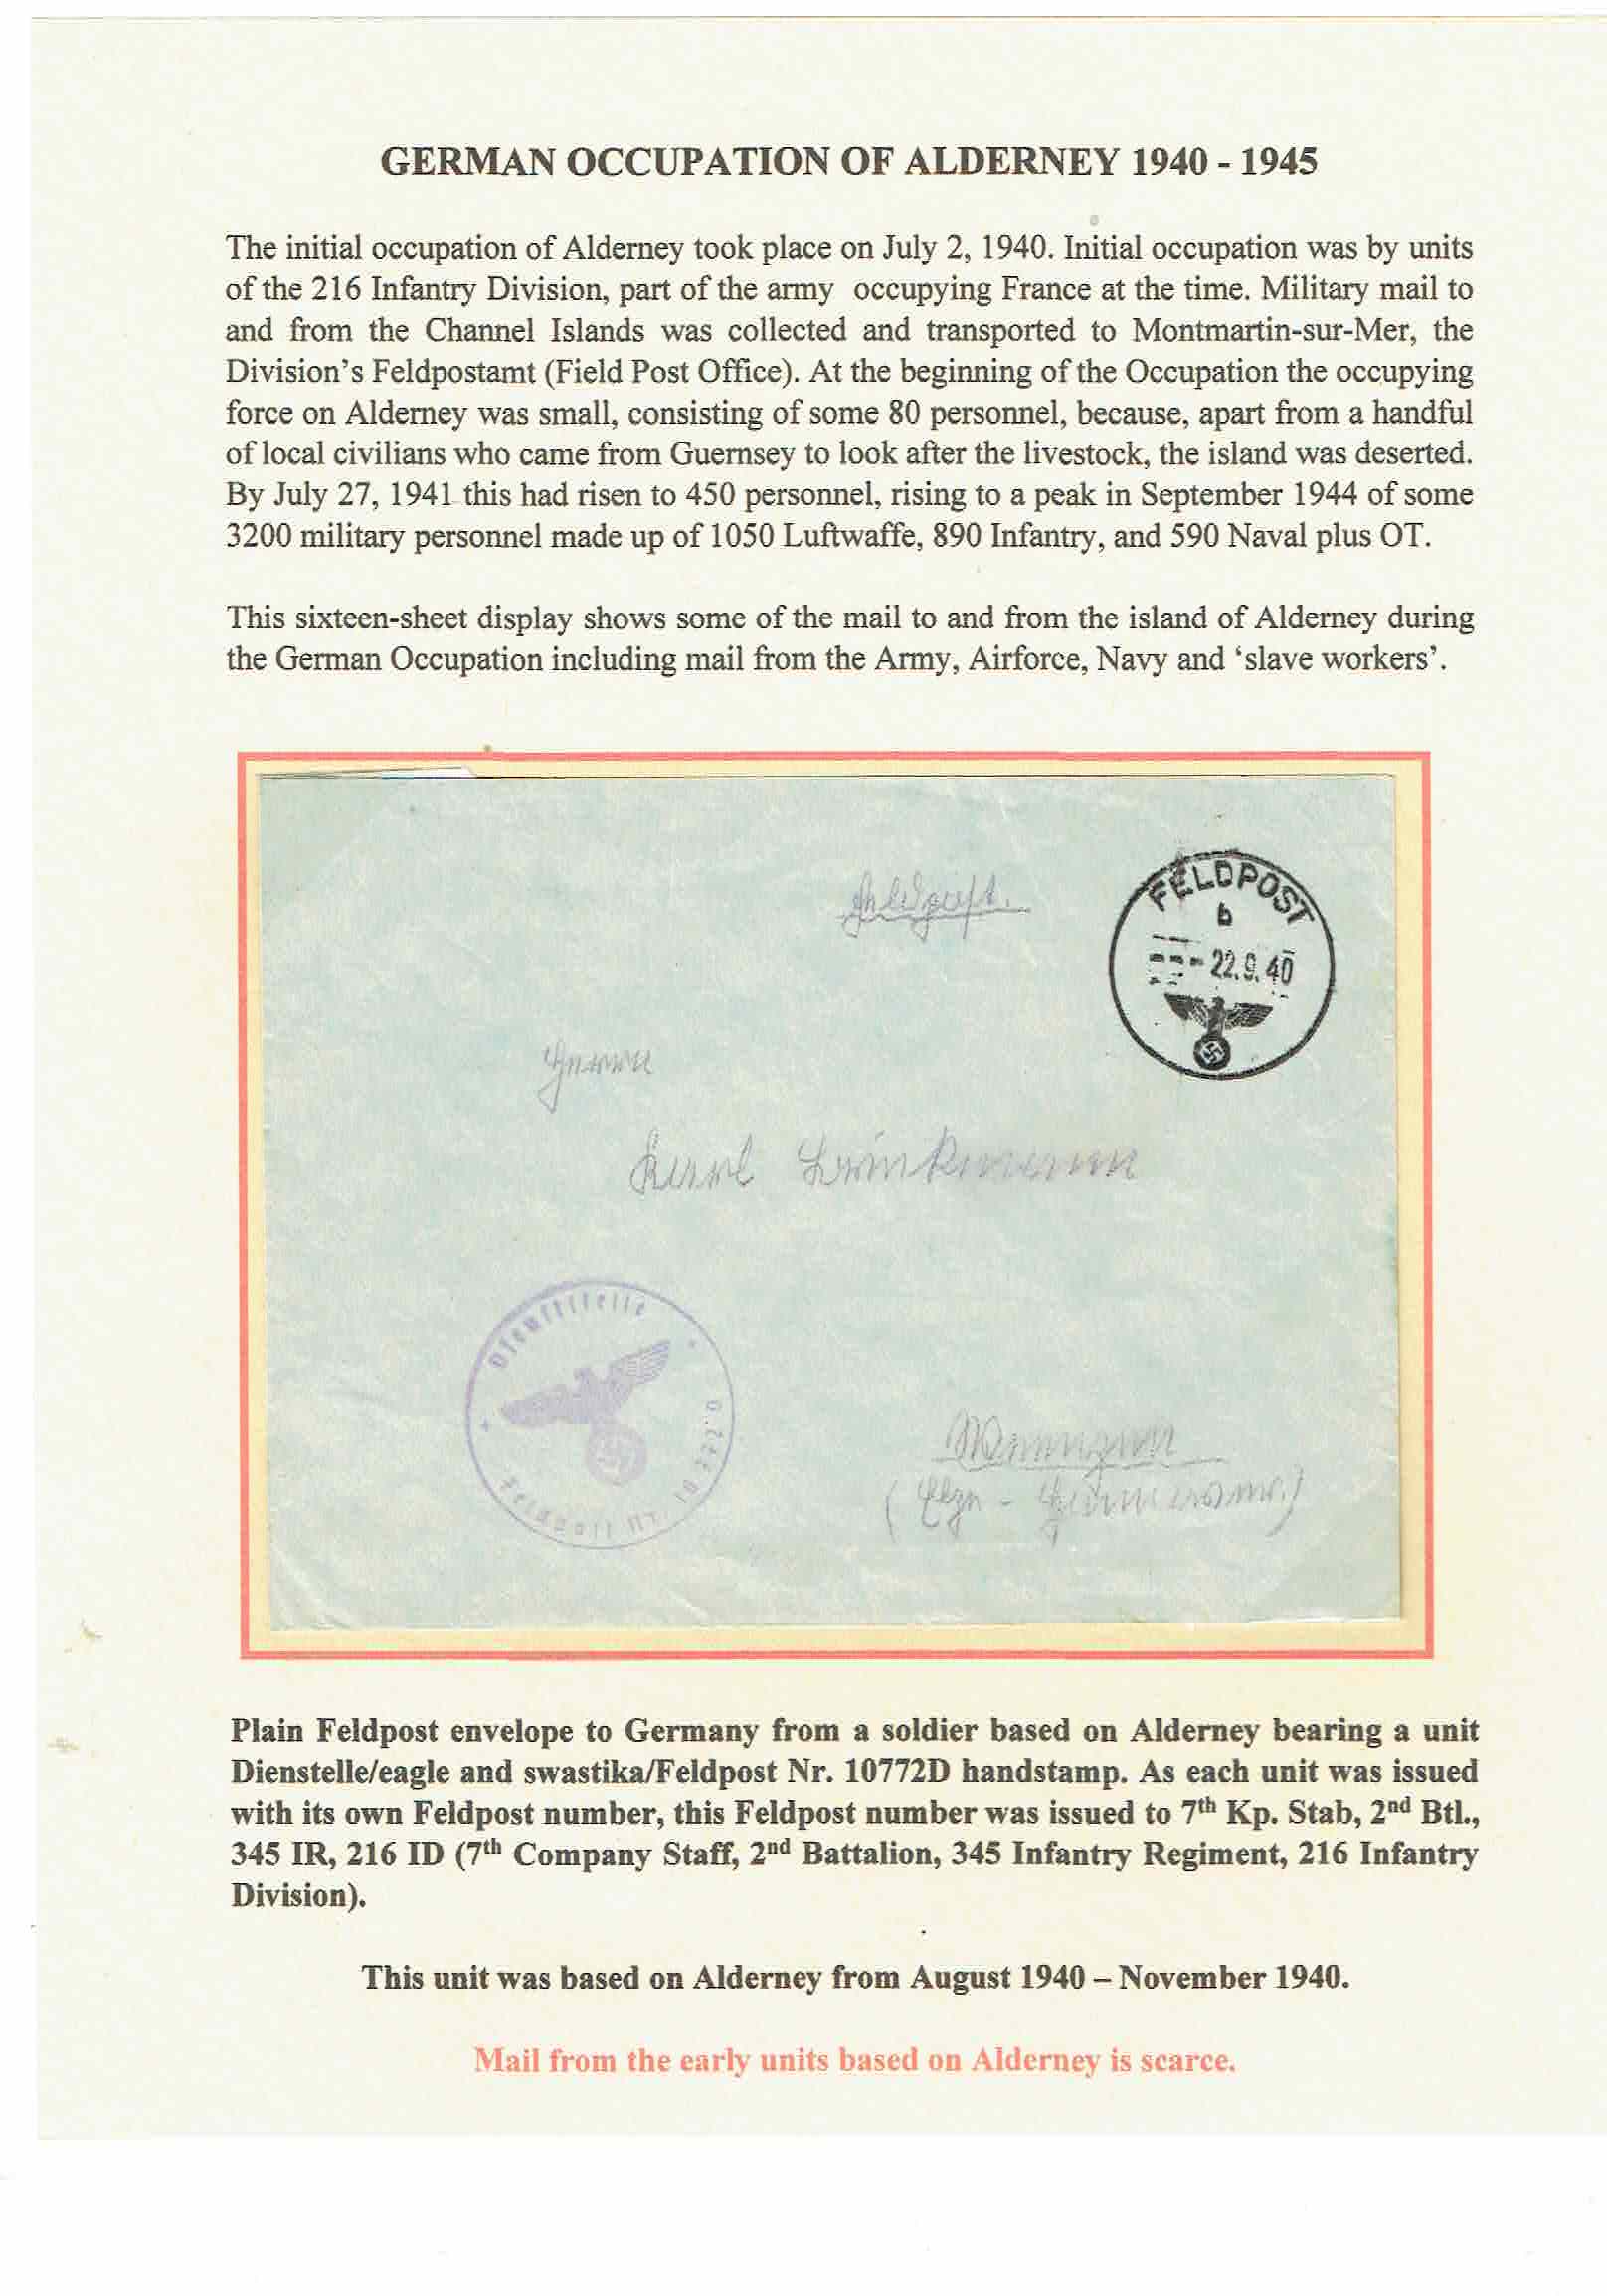 GERMAN OCCUPATION OF ALDERNEY 1940 - 1945
The initial occupation of Alderney took place on July 2, 1940. Initial occupation was by units
of the 216 Infantry Division, part of the army occupying France at the time. Military mail to
and from the Channel Islands was collected and transported to Montmartin-sur-Mer, the
Division's Feldpostamt (Field Post Office). At the beginning of the Occupation the occupying
force on Alderney was small, consisting of some 80 personnel, because, apart from a handful
of local civilians who came from Guernsey to look after the livestock, the island was deserted.
By July 27, 1941 this had risen to 450 personnel, rising to a peak in September 1944 of some
3200 military personnel made up of 1050 Luftwaffe, 890 Infantry, and 590 Naval plus OT.
This sixteen-sheet display shows some of the mail to and from the island of Alderney during
the German Occupation including mail from the Army, Airforce, Navy and 'slave workers'.
FELDPOST
b
22.9.40
Feldpost.
Herrn
Karl Brinkmann
Dienststelle
Feldpost Nr.
Plain Feldpost envelope to Germany from a soldier based on Alderney bearing a unit
Dienstelle/eagle and swastika/Feldpost Nr. 10772D handstamp. As each unit was issued
with its own Feldpost number, this Feldpost number was issued to 7th Kp. Stab, 2nd Btl.,
345 IR, 216 ID (7th Company Staff, 2nd Battalion, 345 Infantry Regiment, 216 Infantry
Division).
This unit was based on Alderney from August 1940 – November 1940.
Mail from the early units based on Alderney is scarce.